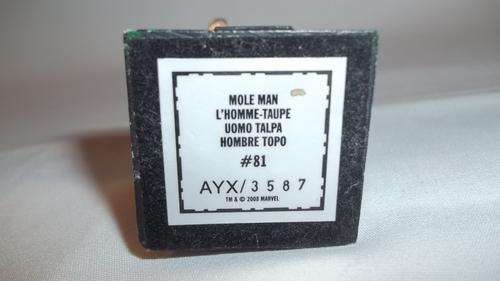 MOLE MAN
L'HOMME-TAUPE
UOMO TALPA
HOMBRE TOPO
#81
AYX/3587
TM & © 2008 MARVEL